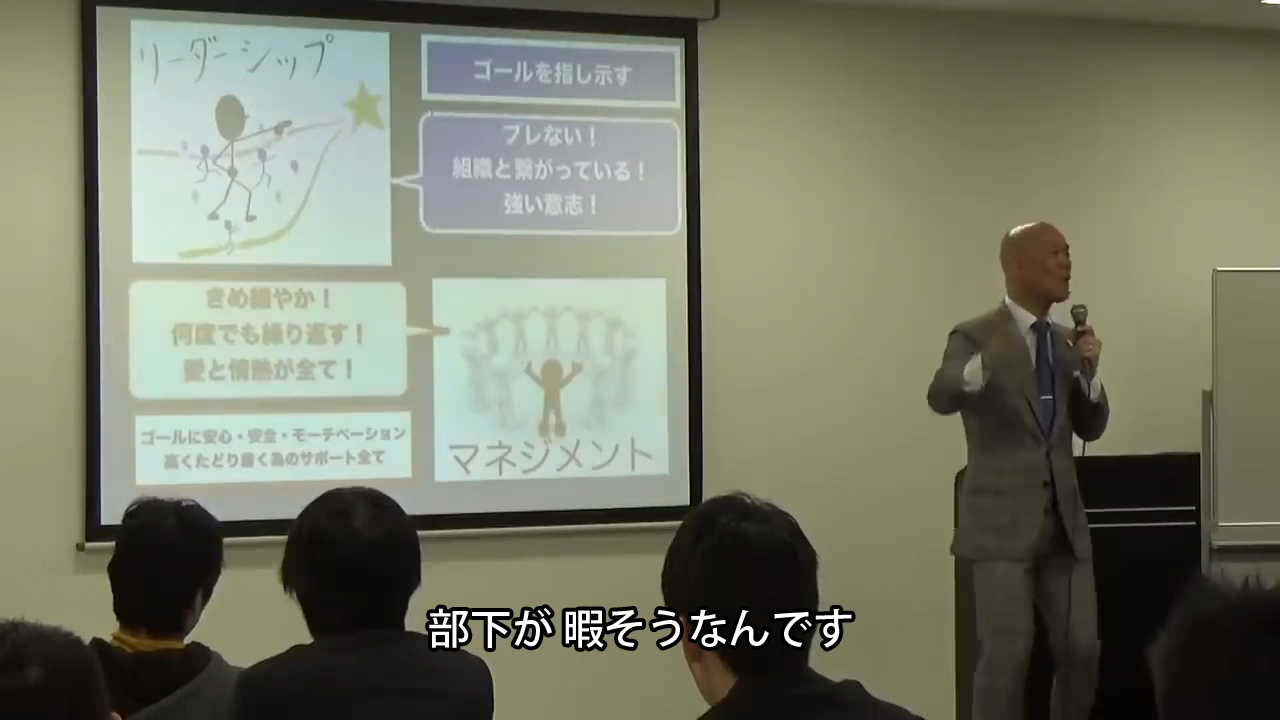 リーダーシップ
ゴールを指し示す
ブレない！
組織と繋がっている！
強い意志！
きめ細やか！
何度でも繰り返す！
愛と情熱が全て！
ゴールに安心・安全・モーチベーション
高くたどり着く為のサポート全て
マネジメント
部下が 暇そうなんです